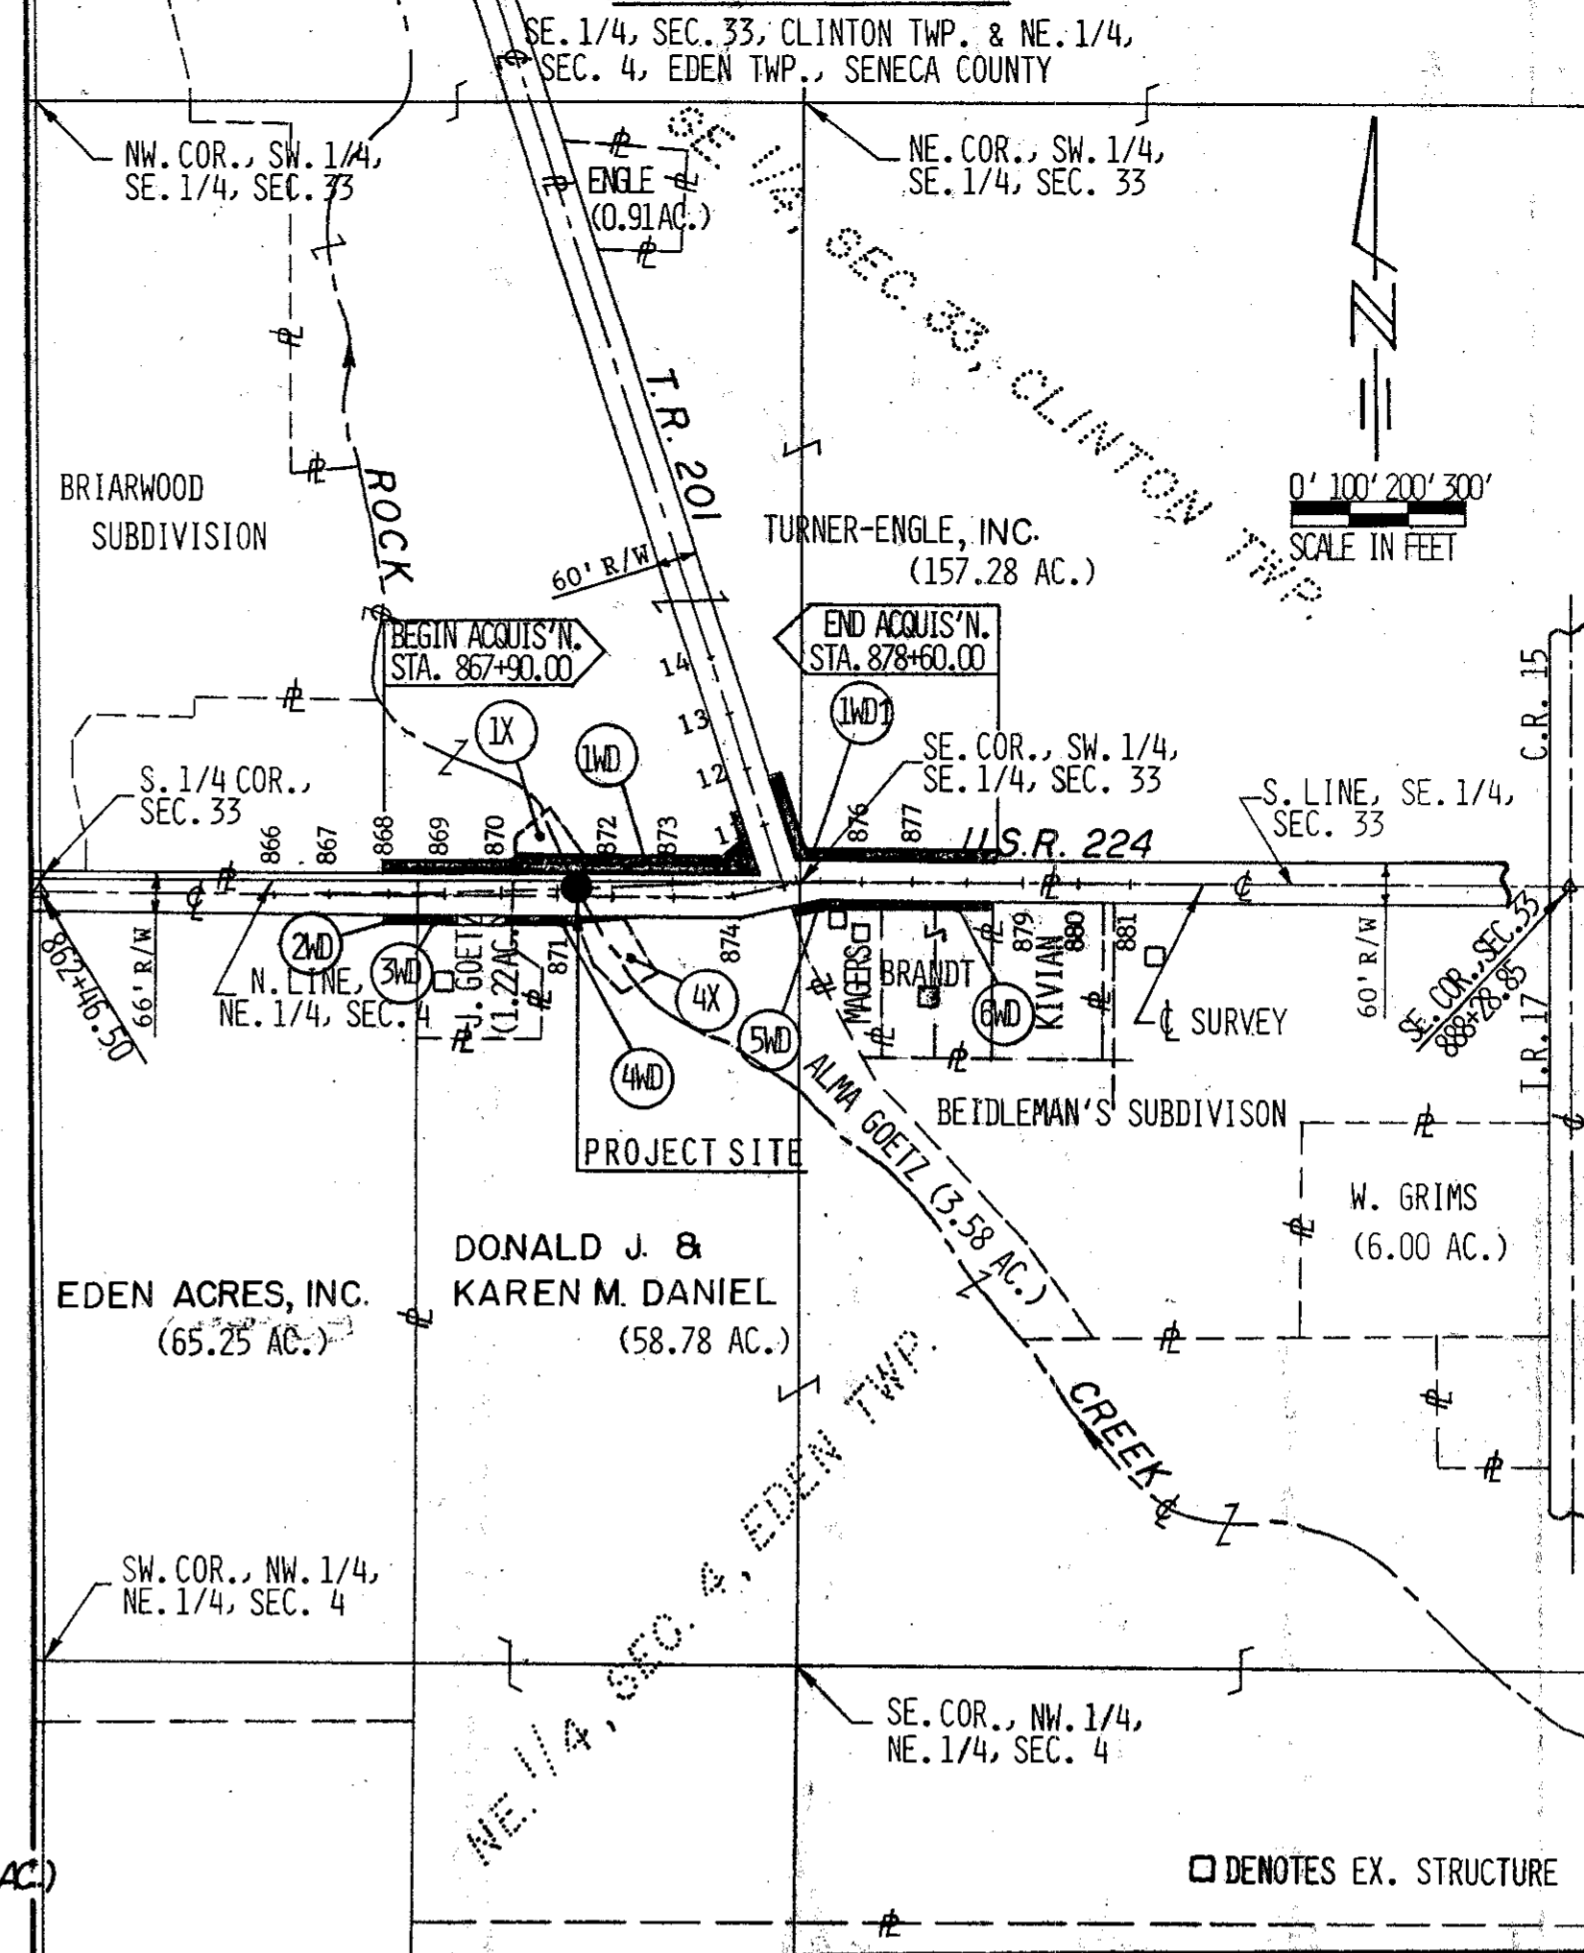 SE. 1/4, SEC. 33, CLINTON TWP. & NE. 1/4,
SEC. 4, EDEN TWP., SENECA COUNTY
NW. COR., SW. 1/4,
SE. 1/4, SEC. 33
ENGLE
(0.91 AC.)
NE. COR., SW. 1/4,
SE. 1/4, SEC. 33
SE 1/4, SEC. 33, CLINTON TWP.
N
0' 100' 200' 300'
SCALE IN FEET
BRIARWOOD
SUBDIVISION
ROCK
T.R. 201
60' R/W
TURNER-ENGLE, INC.
(157.28 AC.)
BEGIN ACQUIS'N.
STA. 867+90.00
END ACQUIS'N.
STA. 878+60.00
14
13
12
11
1X
1WD
1WD1
C.R. 15
SE. COR., SW. 1/4,
SE. 1/4, SEC. 33
S. 1/4 COR.,
SEC. 33
S. LINE, SE. 1/4,
SEC. 33
866
867
868
869
870
872
873
876
877
U.S.R. 224
862+46.50
66' R/W
2WD
3WD
N. LINE,
NE. 1/4, SEC. 4
J. GOETZ
(1.22 AC.)
871
874
4X
4WD
5WD
MAGERS
BRANDT
6WD
879
KIVIAN
880
881
℄ SURVEY
60' R/W
SE. COR., SEC. 33
888+28.85
T.R. 17
PROJECT SITE
ALMA GOETZ (3.58 AC.)
BEIDLEMAN'S SUBDIVISON
W. GRIMS
(6.00 AC.)
DONALD J. &
KAREN M. DANIEL
(58.78 AC.)
EDEN ACRES, INC.
(65.25 AC.)
CREEK
NE. 1/4, SEC. 4, EDEN TWP.
SW. COR., NW. 1/4,
NE. 1/4, SEC. 4
SE. COR., NW. 1/4,
NE. 1/4, SEC. 4
AC.)
DENOTES EX. STRUCTURE